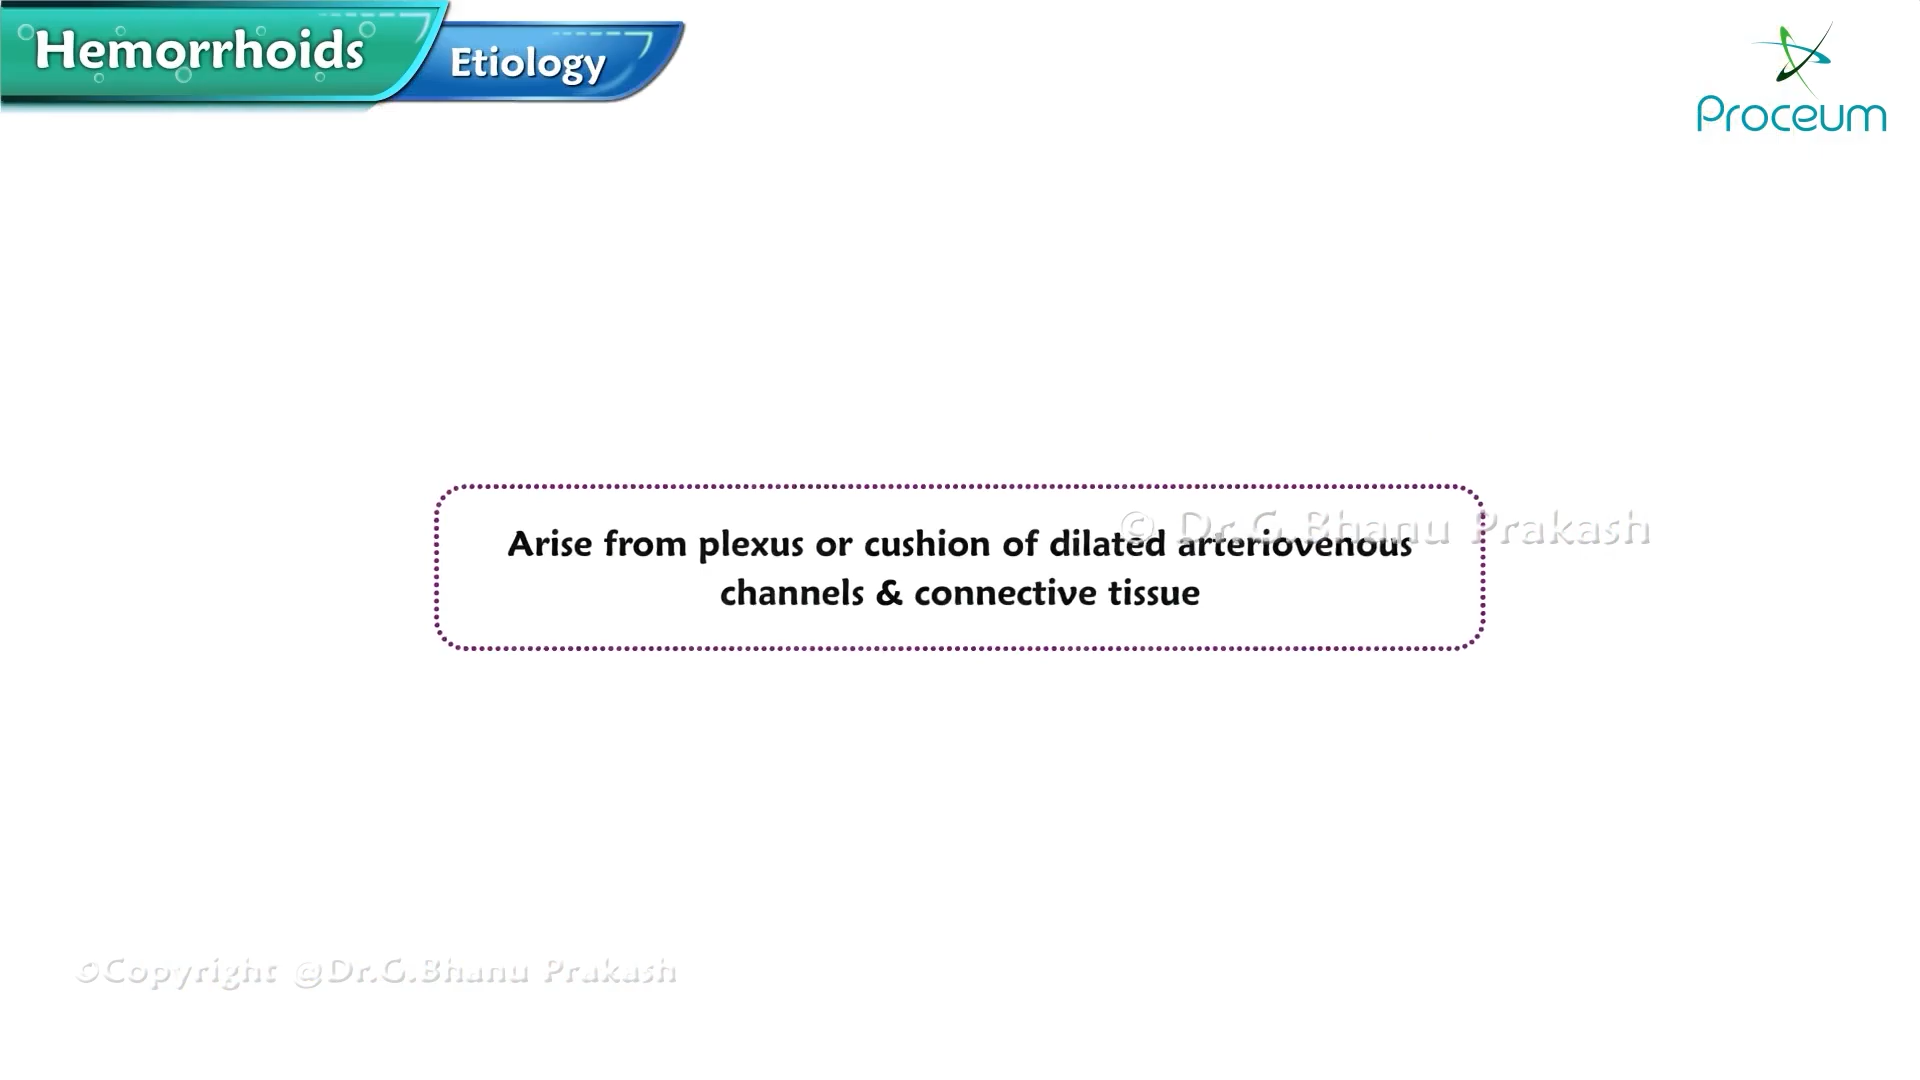 Hemorrhoids
Etiology
Proceum
Arise from plexus or cushion of dilated arteriovenous
channels & connective tissue
© Dr.G.Bhanu Prakash
©Copyright @Dr.G.Bhanu Prakash